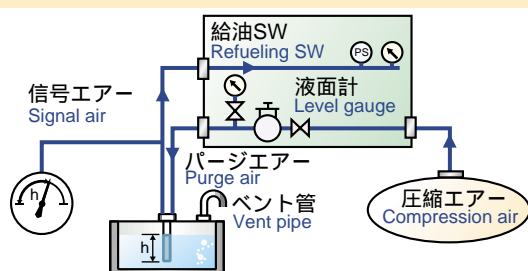 給油SW
Refueling SW
PS
信号エアー
Signal air
液面計
Level gauge
パージエアー
Purge air
h
ベント管
Vent pipe
圧縮エアー
Compression air
h